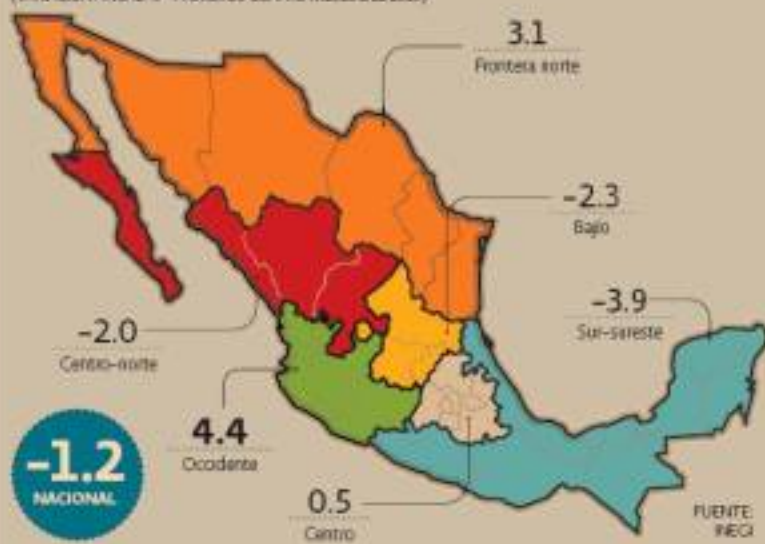 3.1
Frontera norte
-2.3
Bajío
-3.9
Sur-sureste
-2.0
Centro-norte
4.4
Occidente
-1.2
NACIONAL
0.5
Centro
FUENTE:
INEGI